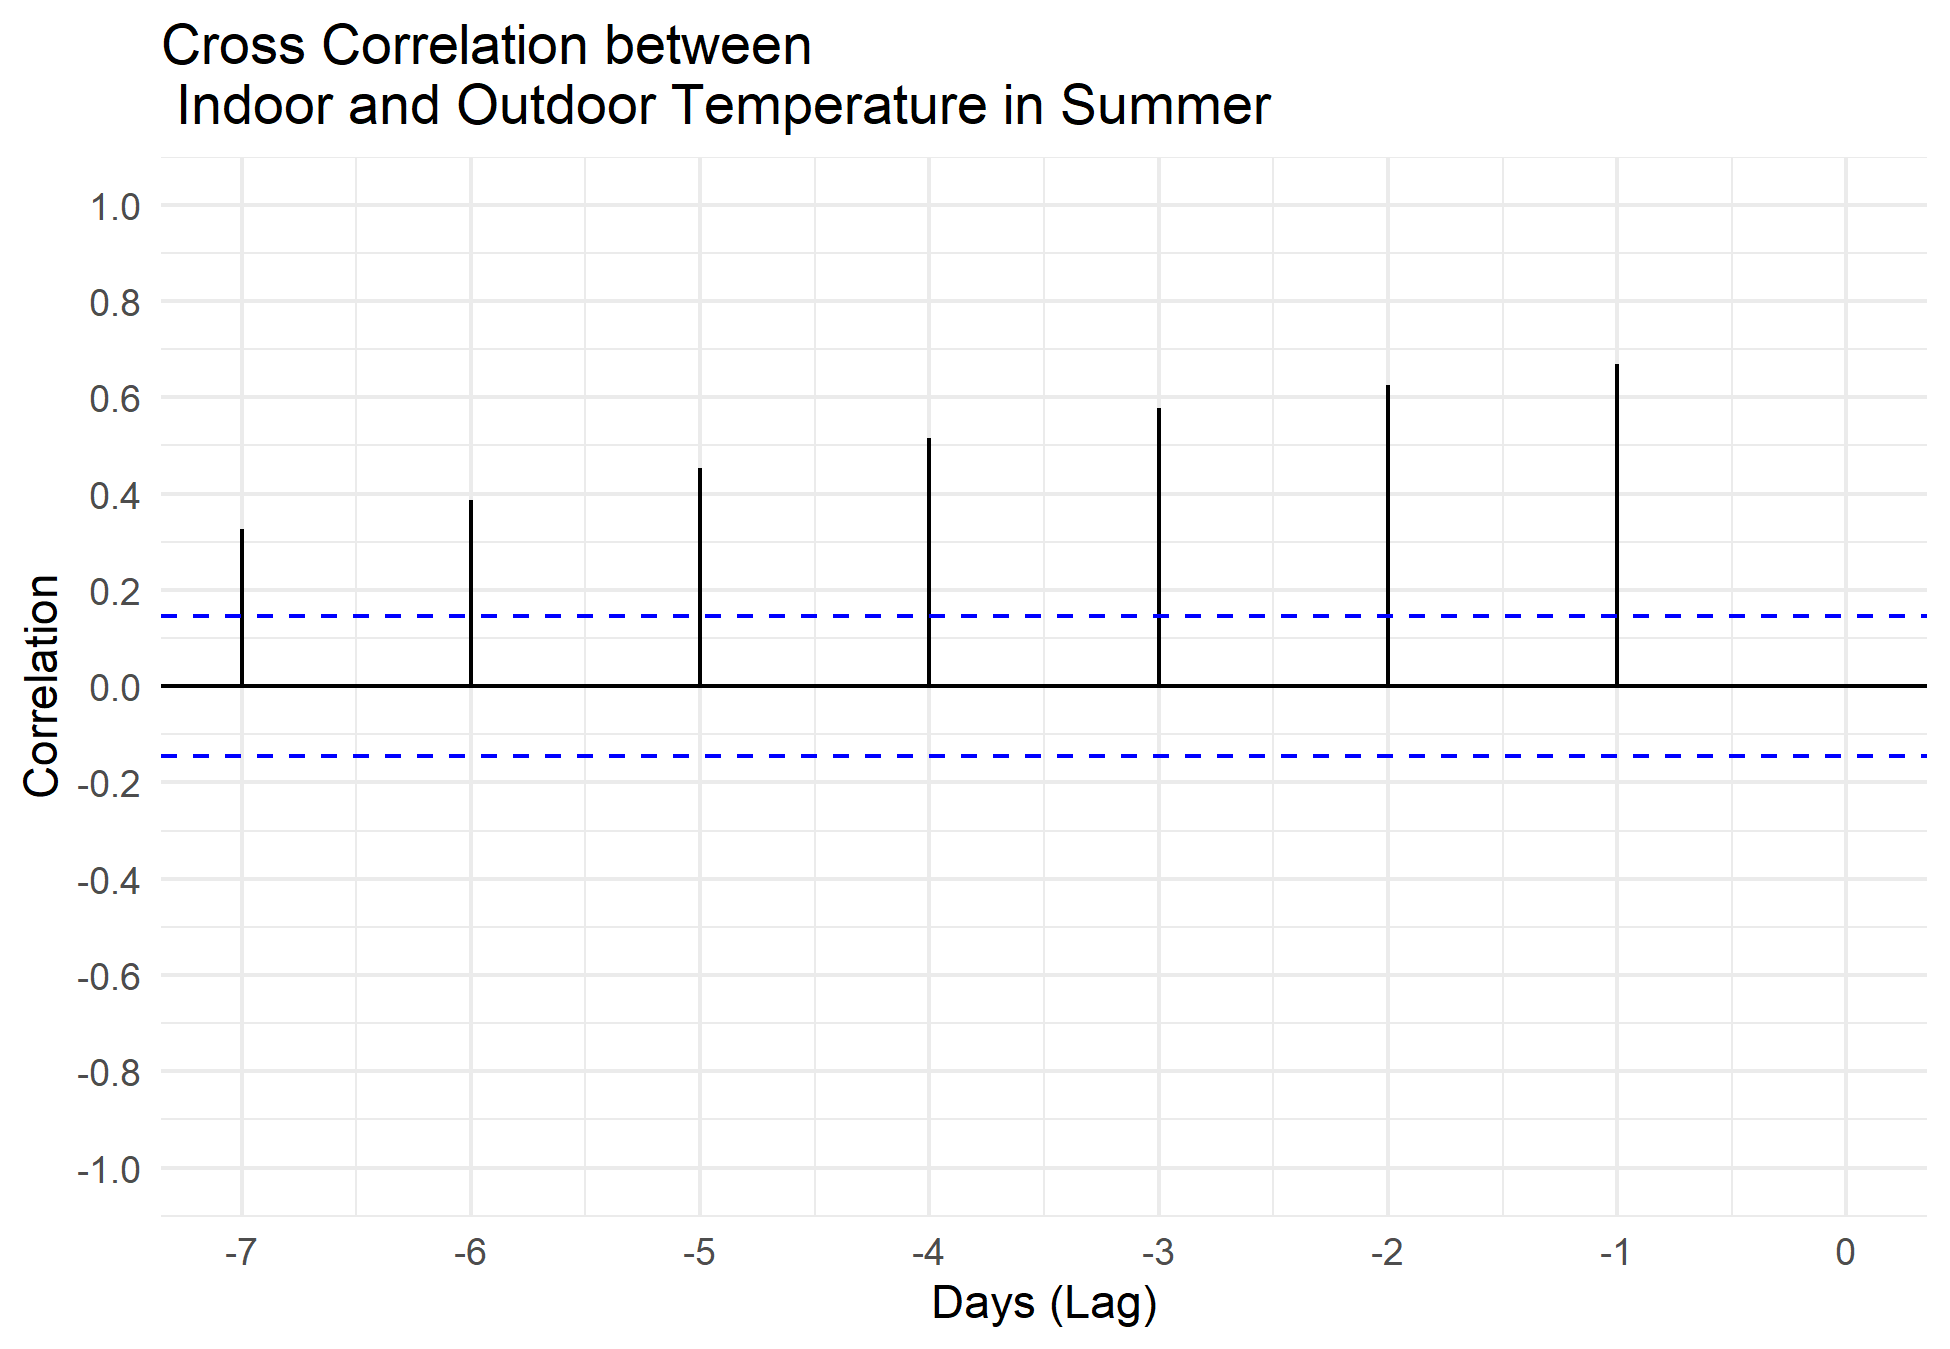 Cross Correlation between
Indoor and Outdoor Temperature in Summer
1.0
0.8
0.6
0.4
0.2
0.0
-0.2
-0.4
-0.6
-0.8
-1.0
Correlation
-7 -6 -5 -4 -3 -2 -1 0
Days (Lag)